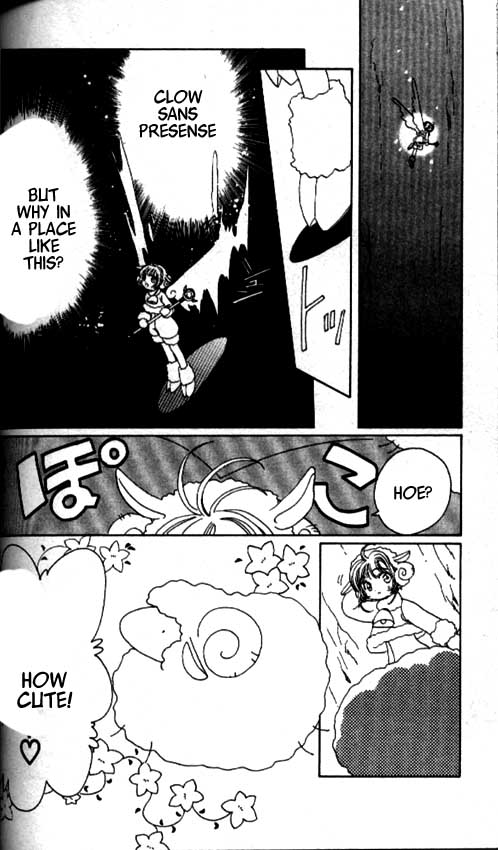 トッ
CLOW
SANS
PRESENSE
BUT
WHY IN
A PLACE
LIKE
THIS?
HOE?
ぽこ
HOW
CUTE!